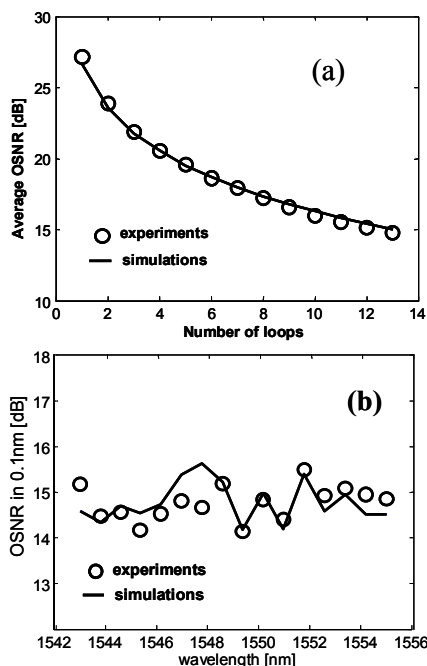 30
25
20
15
10
Average OSNR [dB]
(a)
experiments
simulations
0 2 4 6 8 10 12 14
Number of loops
18
17
16
15
14
13
OSNR in 0.1nm [dB]
(b)
experiments
simulations
1542 1544 1546 1548 1550 1552 1554 1556
wavelength [nm]